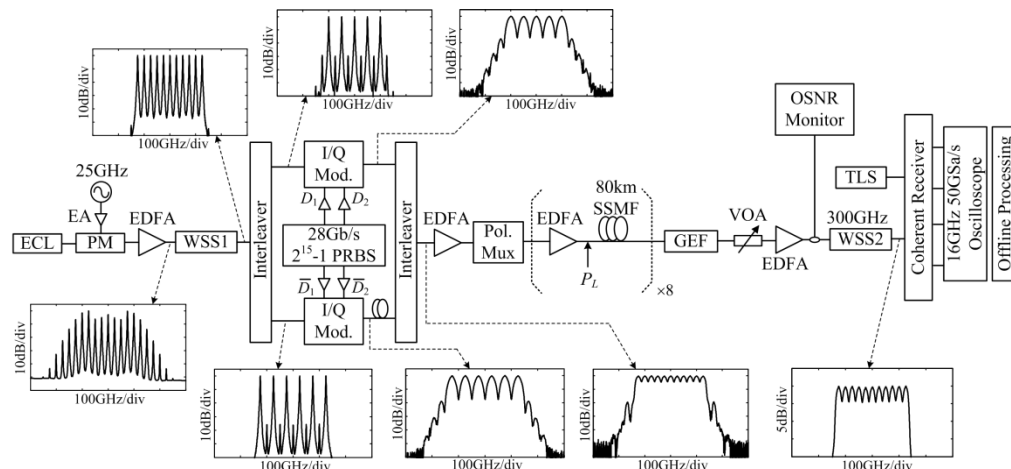 10dB/div
100GHz/div
10dB/div
100GHz/div
10dB/div
100GHz/div
25GHz
EA
ECL
PM
EDFA
WSS1
Interleaver
I/Q
Mod.
D1
D2
28Gb/s
2^15-1 PRBS
D̅1
D̅2
I/Q
Mod.
Interleaver
EDFA
Pol.
Mux
EDFA
80km
SSMF
PL
×8
GEF
VOA
EDFA
OSNR
Monitor
TLS
300GHz
WSS2
Coherent Receiver
16GHz 50GSa/s
Oscilloscope
Offline Processing
10dB/div
100GHz/div
10dB/div
100GHz/div
10dB/div
100GHz/div
10dB/div
100GHz/div
5dB/div
100GHz/div